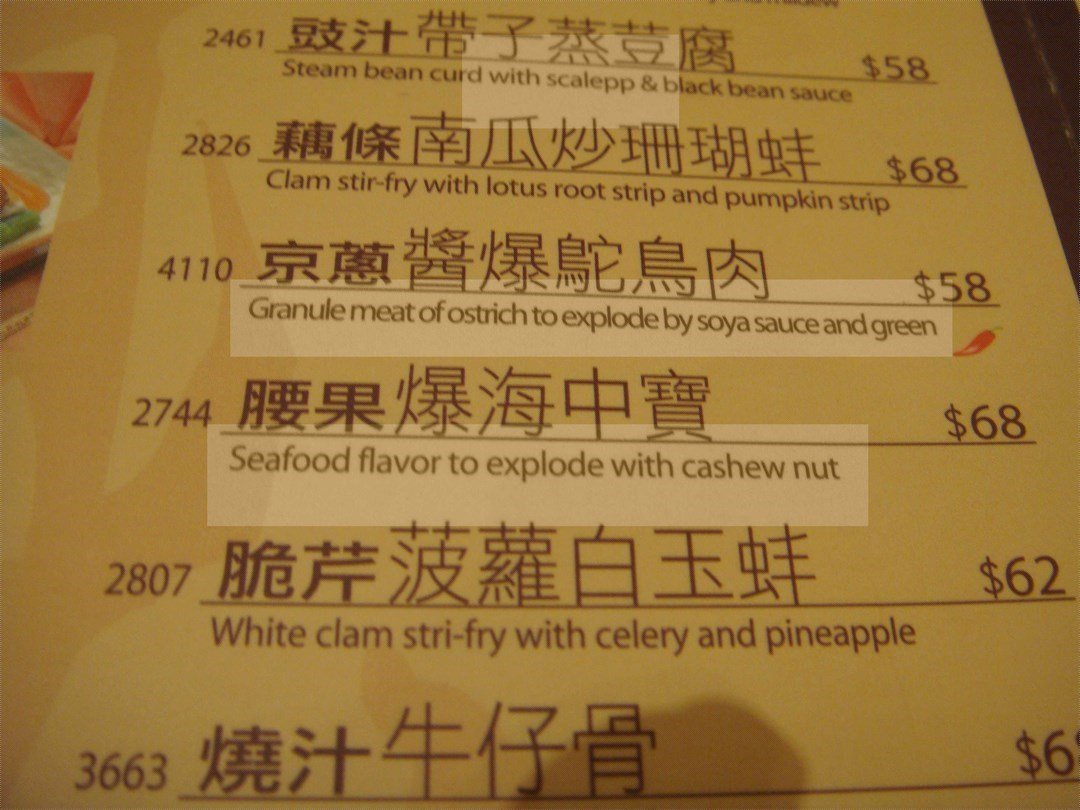 2461 豉汁帶子蒸荳腐 $58
Steam bean curd with scalepp & black bean sauce
2826 藕條南瓜炒珊瑚蚌 $68
Clam stir-fry with lotus root strip and pumpkin strip
4110 京蔥醬爆鴕鳥肉 $58
Granule meat of ostrich to explode by soya sauce and green
2744 腰果爆海中寶 $68
Seafood flavor to explode with cashew nut
2807 脆芹菠蘿白玉蚌 $62
White clam stri-fry with celery and pineapple
3663 燒汁牛仔骨